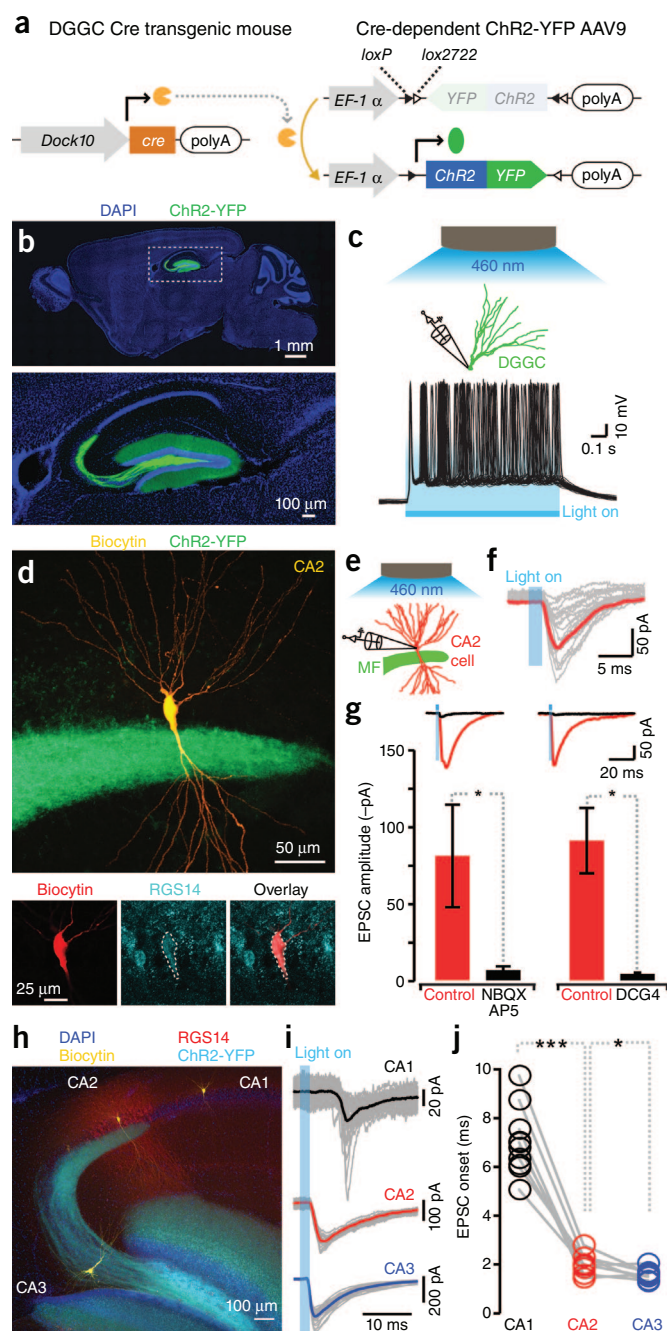 a
DGGC Cre transgenic mouse
Cre-dependent ChR2-YFP AAV9
loxP
lox2722
EF-1 α
YFP
ChR2
polyA
Dock10
cre
polyA
EF-1 α
ChR2
YFP
polyA
b
DAPI
ChR2-YFP
1 mm
100 μm
c
460 nm
DGGC
0.1 s
10 mV
Light on
d
Biocytin
ChR2-YFP
CA2
50 μm
Biocytin
RGS14
Overlay
25 μm
e
460 nm
CA2
cell
MF
f
Light on
50 pA
5 ms
g
50 pA
20 ms
EPSC amplitude (–pA)
150
100
75
50
25
0
*
*
Control
NBQX
AP5
Control
DCG4
h
DAPI
RGS14
Biocytin
ChR2-YFP
CA2
CA1
CA3
100 μm
i
Light on
CA1
20 pA
CA2
100 pA
CA3
200 pA
10 ms
j
***
*
EPSC onset (ms)
10
8
6
4
2
0
CA1
CA2
CA3